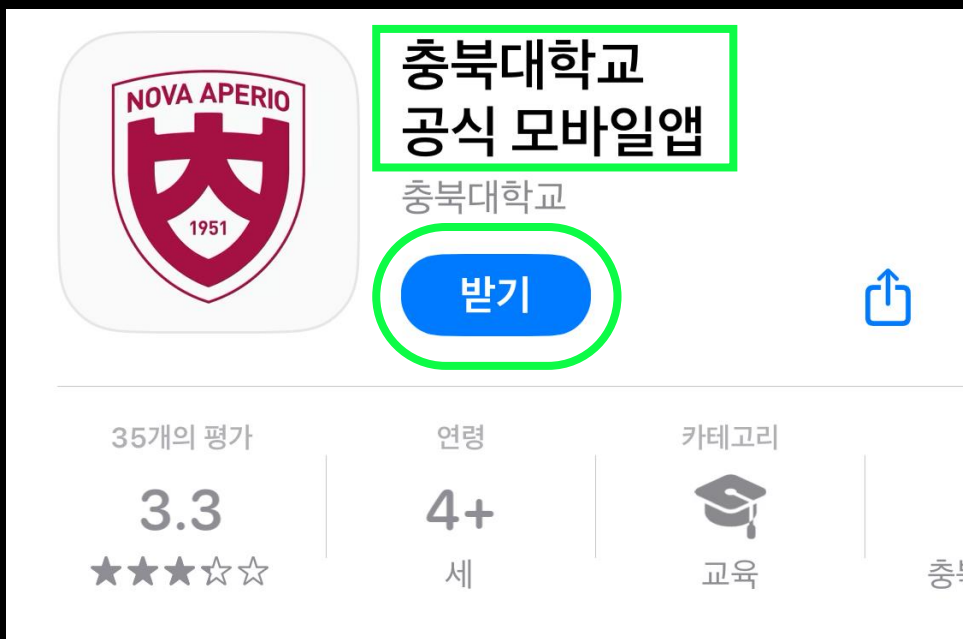 NOVA APERIO
1951
충북대학교
공식 모바일앱
충북대학교
받기
35개의 평가
연령
카테고리
3.3
4+
세
교육